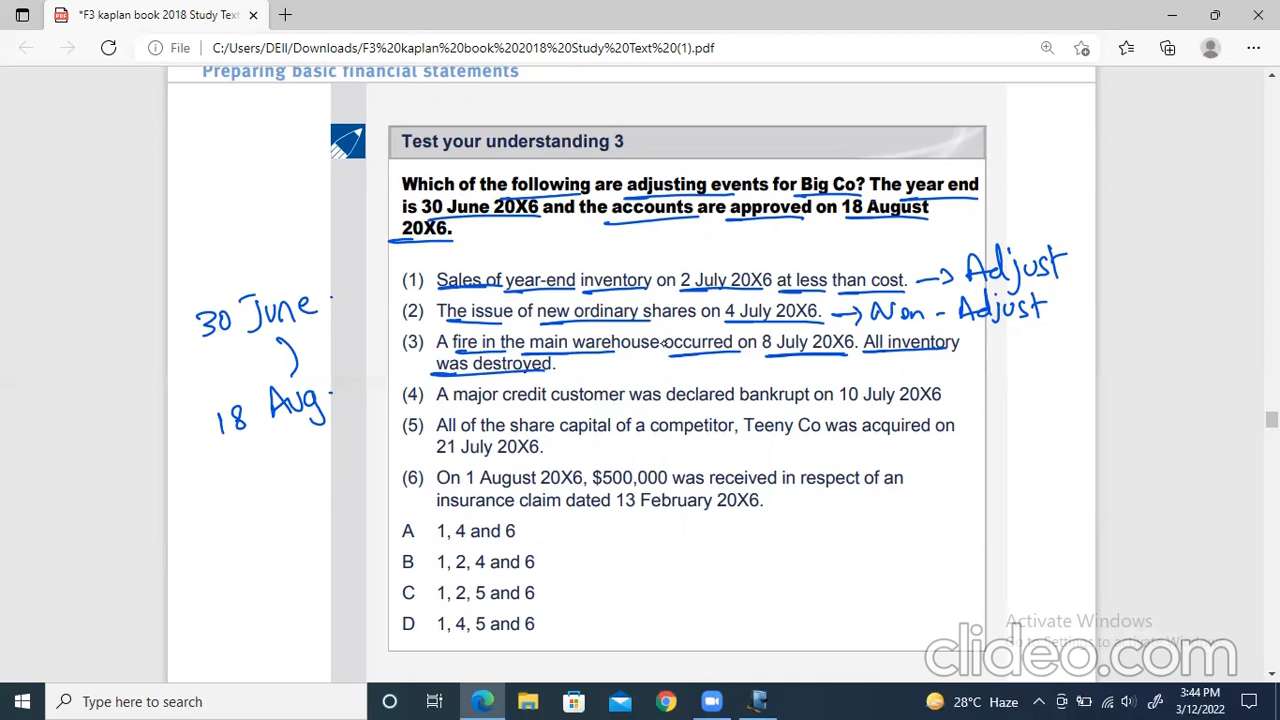 *F3 kaplan book 2018 Study Text
File
C:/Users/DEll/Downloads/F3%20kaplan%20book%202018%20Study%20Text%20(1).pdf
Preparing basic financial statements
Test your understanding 3
Which of the following are adjusting events for Big Co? The year end
is 30 June 20X6 and the accounts are approved on 18 August
20X6.
(1) Sales of year-end inventory on 2 July 20X6 at less than cost. → Adjust
(2) The issue of new ordinary shares on 4 July 20X6. → Non - Adjust
30 June
(3) A fire in the main warehouse occurred on 8 July 20X6. All inventory
was destroyed.
(4) A major credit customer was declared bankrupt on 10 July 20X6
18 Aug
(5) All of the share capital of a competitor, Teeny Co was acquired on
21 July 20X6.
(6) On 1 August 20X6, $500,000 was received in respect of an
insurance claim dated 13 February 20X6.
A 1, 4 and 6
B 1, 2, 4 and 6
C 1, 2, 5 and 6
D 1, 4, 5 and 6
Activate Windows
Go to Settings to activate Windows.
clideo.com
Type here to search
28°C Haze
3:44 PM
3/12/2022